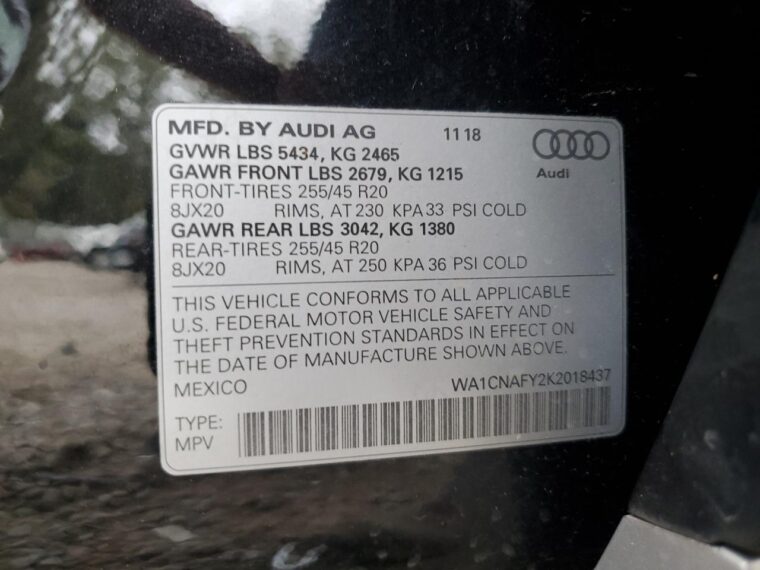 MFD. BY AUDI AG 11 18
GVWR LBS 5434, KG 2465
Audi
GAWR FRONT LBS 2679, KG 1215
FRONT-TIRES 255/45 R20
8JX20 RIMS, AT 230 KPA 33 PSI COLD
GAWR REAR LBS 3042, KG 1380
REAR-TIRES 255/45 R20
8JX20 RIMS, AT 250 KPA 36 PSI COLD
THIS VEHICLE CONFORMS TO ALL APPLICABLE
U.S. FEDERAL MOTOR VEHICLE SAFETY AND
THEFT PREVENTION STANDARDS IN EFFECT ON
THE DATE OF MANUFACTURE SHOWN ABOVE.
MEXICO WA1CNAFY2K2018437
TYPE:
MPV